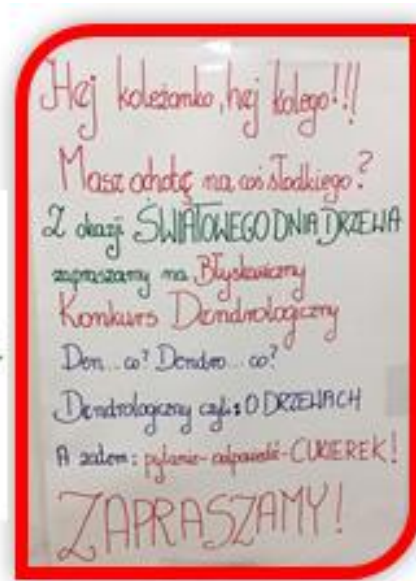 Hej koleżanko, hej kolego!!!
Masz ochotę na coś słodkiego?
Z okazji ŚWIATOWEGO DNIA DRZEWA
zapraszamy na Błyskawiczny
Konkurs Dendrologiczny
Den... co? Dendro... co?
Dendrologiczny czyli: O DRZEWACH
A zatem: pytanie - odpowiedź - CUKIEREK!
ZAPRASZAMY!